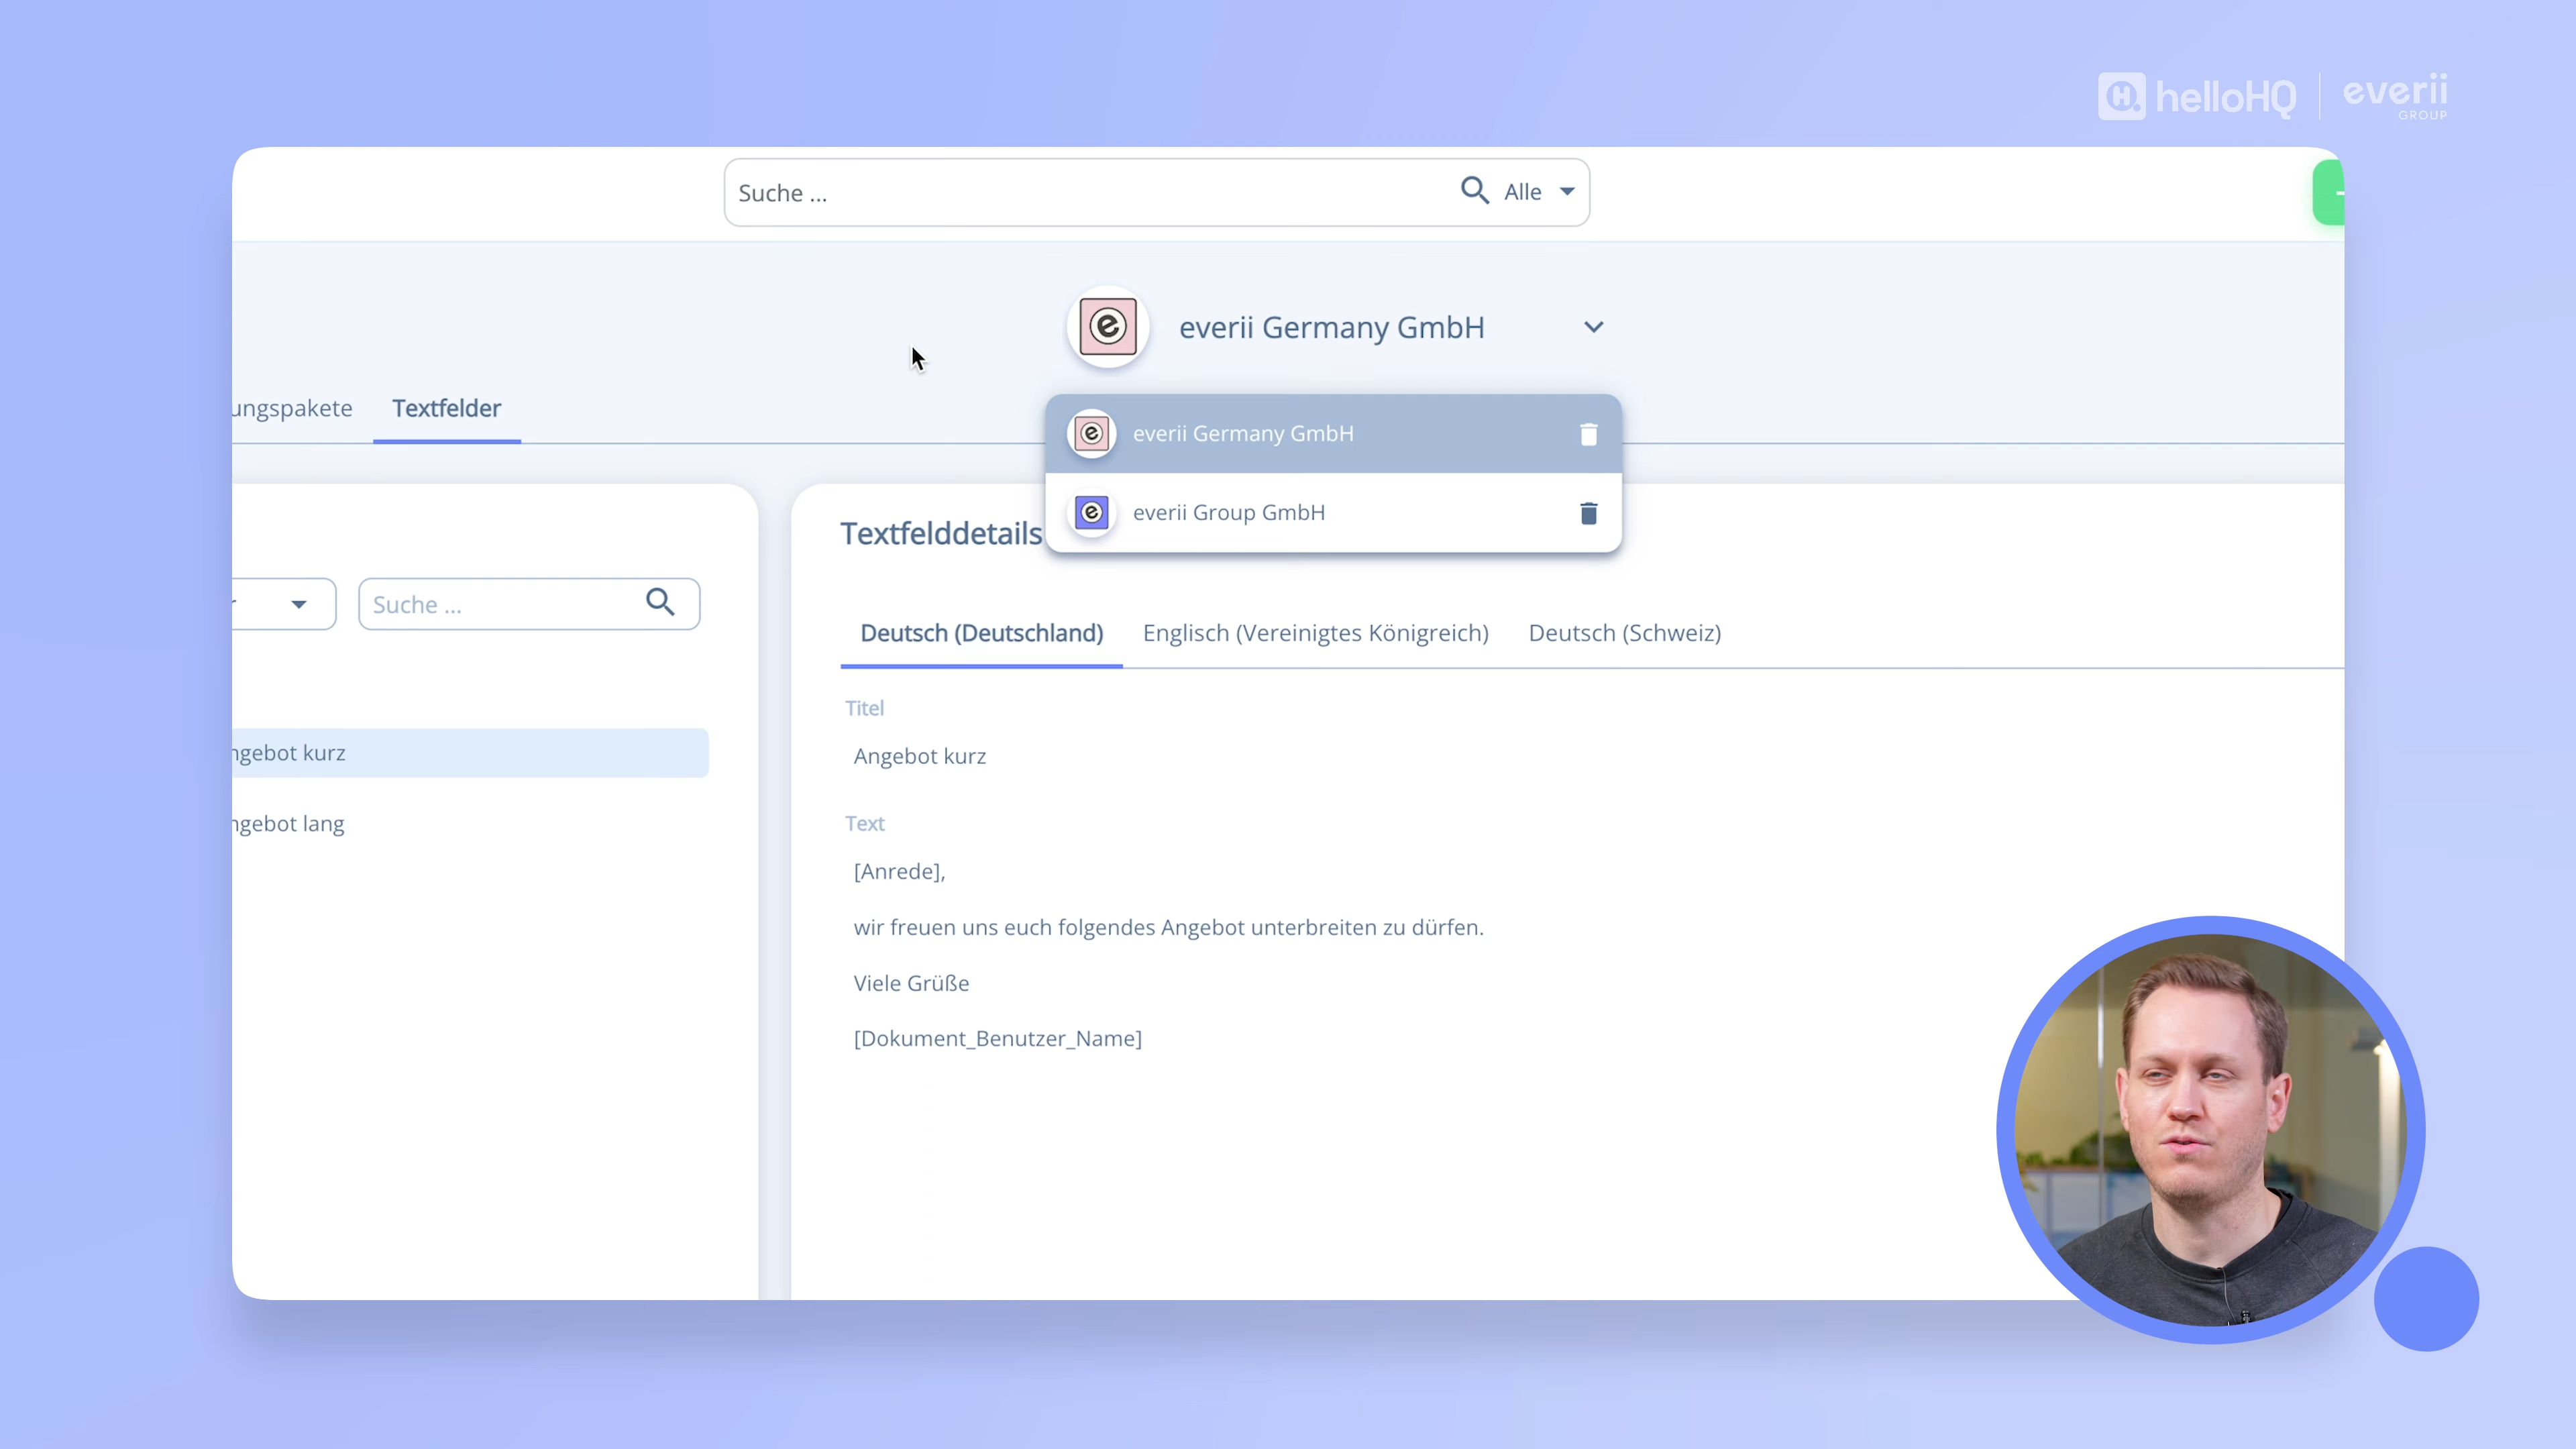 helloHQ
everii
GROUP
Suche ...
Alle
everii Germany GmbH
ungspakete
Textfelder
everii Germany GmbH
everii Group GmbH
Textfelddetails
Suche ...
Deutsch (Deutschland)
Englisch (Vereinigtes Königreich)
Deutsch (Schweiz)
Titel
Angebot kurz
ngebot kurz
ngebot lang
Text
[Anrede],
wir freuen uns euch folgendes Angebot unterbreiten zu dürfen.
Viele Grüße
[Dokument_Benutzer_Name]